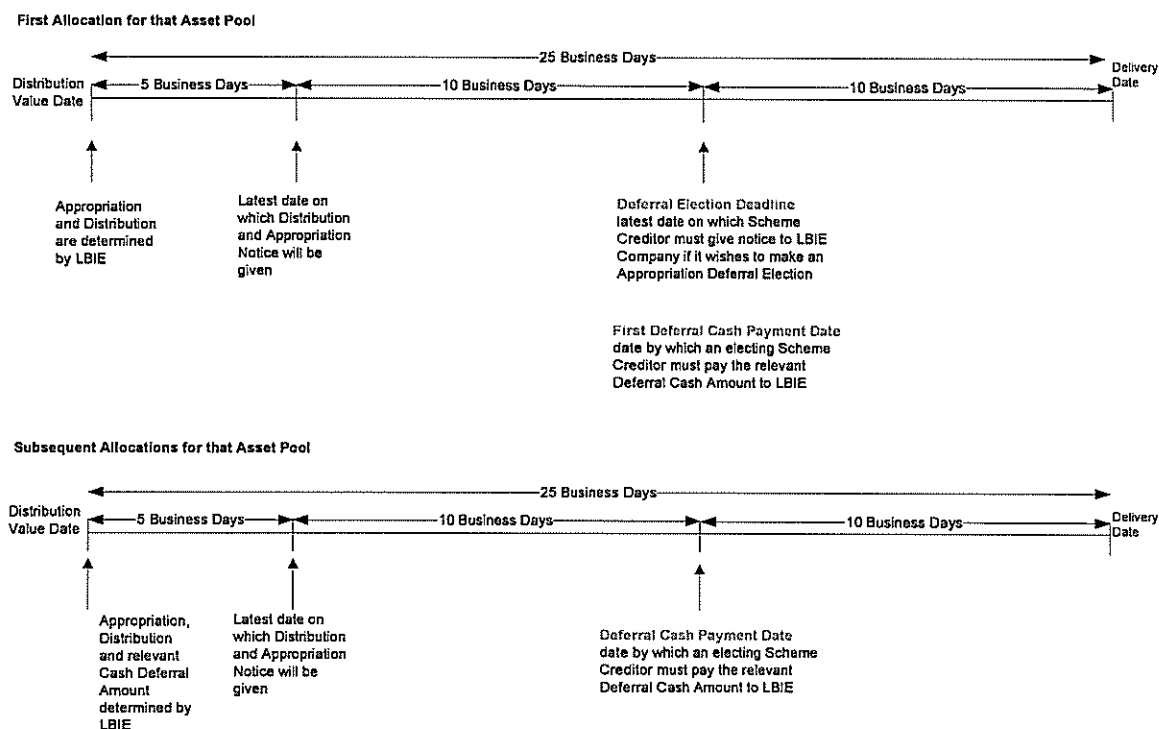 First Allocation for that Asset Pool
25 Business Days
Distribution
Value Date
5 Business Days
10 Business Days
10 Business Days
Delivery
Date
Appropriation
and Distribution
are determined
by LBIE
Latest date on
which Distribution
and Appropriation
Notice will be
given
Deferral Election Deadline
latest date on which Scheme
Creditor must give notice to LBIE
Company if it wishes to make an
Appropriation Deferral Election
First Deferral Cash Payment Date
date by which an electing Scheme
Creditor must pay the relevant
Deferral Cash Amount to LBIE
Subsequent Allocations for that Asset Pool
25 Business Days
Distribution
Value Date
5 Business Days
10 Business Days
10 Business Days
Delivery
Date
Appropriation,
Distribution
and relevant
Cash Deferral
Amount
determined by
LBIE
Latest date on
which Distribution
and Appropriation
Notice will be
given
Deferral Cash Payment Date
date by which an electing Scheme
Creditor must pay the relevant
Deferral Cash Amount to LBIE